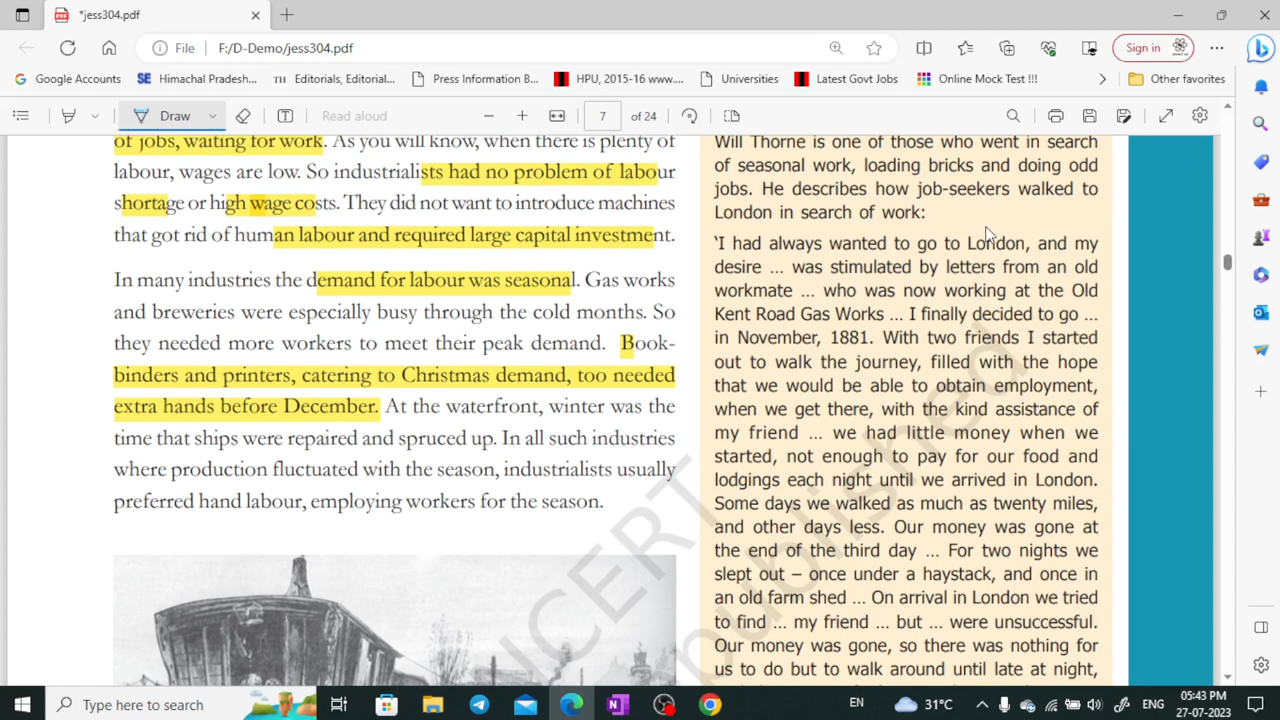 *jess304.pdf
File F:/D-Demo/jess304.pdf
Sign in
Google Accounts
SE Himachal Pradesh...
TH Editorials, Editorial...
Press Information B...
HPU, 2015-16 www....
Universities
Latest Govt Jobs
Online Mock Test !!!
Other favorites
Draw
Read aloud
7 of 24
of jobs, waiting for work. As you will know, when there is plenty of
labour, wages are low. So industrialists had no problem of labour
shortage or high wage costs. They did not want to introduce machines
that got rid of human labour and required large capital investment.
In many industries the demand for labour was seasonal. Gas works
and breweries were especially busy through the cold months. So
they needed more workers to meet their peak demand. Book-
binders and printers, catering to Christmas demand, too needed
extra hands before December. At the waterfront, winter was the
time that ships were repaired and spruced up. In all such industries
where production fluctuated with the season, industrialists usually
preferred hand labour, employing workers for the season.
Will Thorne is one of those who went in search
of seasonal work, loading bricks and doing odd
jobs. He describes how job-seekers walked to
London in search of work:
'I had always wanted to go to London, and my
desire … was stimulated by letters from an old
workmate … who was now working at the Old
Kent Road Gas Works … I finally decided to go …
in November, 1881. With two friends I started
out to walk the journey, filled with the hope
that we would be able to obtain employment,
when we get there, with the kind assistance of
my friend … we had little money when we
started, not enough to pay for our food and
lodgings each night until we arrived in London.
Some days we walked as much as twenty miles,
and other days less. Our money was gone at
the end of the third day … For two nights we
slept out – once under a haystack, and once in
an old farm shed … On arrival in London we tried
to find … my friend … but … were unsuccessful.
Our money was gone, so there was nothing for
us to do but to walk around until late at night,
NCERT
published
Type here to search
EN
31°C
ENG
05:43 PM
27-07-2023